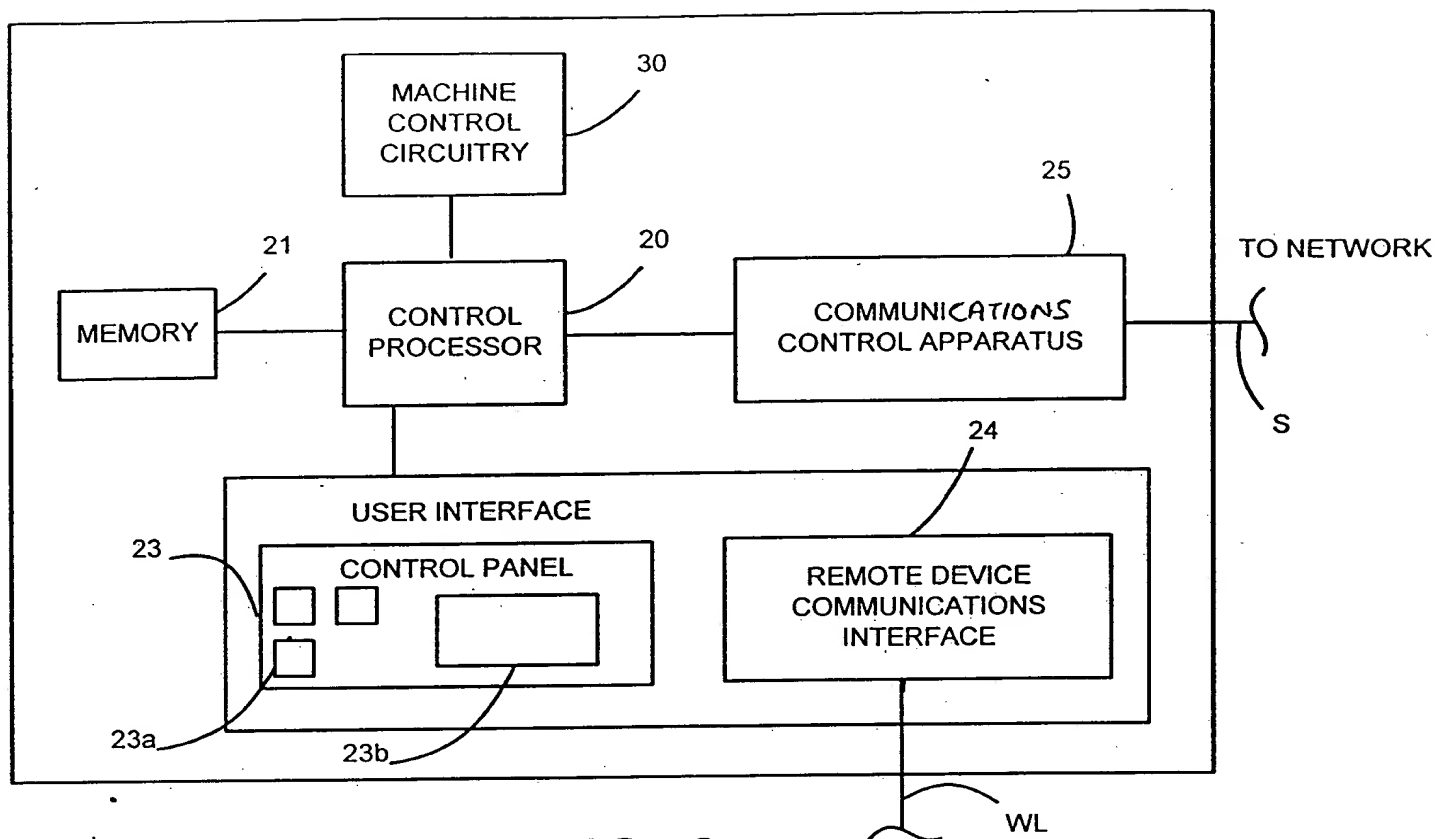 30
MACHINE
CONTROL
CIRCUITRY
25
TO NETWORK
21
20
MEMORY
CONTROL
PROCESSOR
COMMUNICATIONS
CONTROL APPARATUS
S
24
USER INTERFACE
23
CONTROL PANEL
REMOTE DEVICE
COMMUNICATIONS
INTERFACE
23a
23b
WL